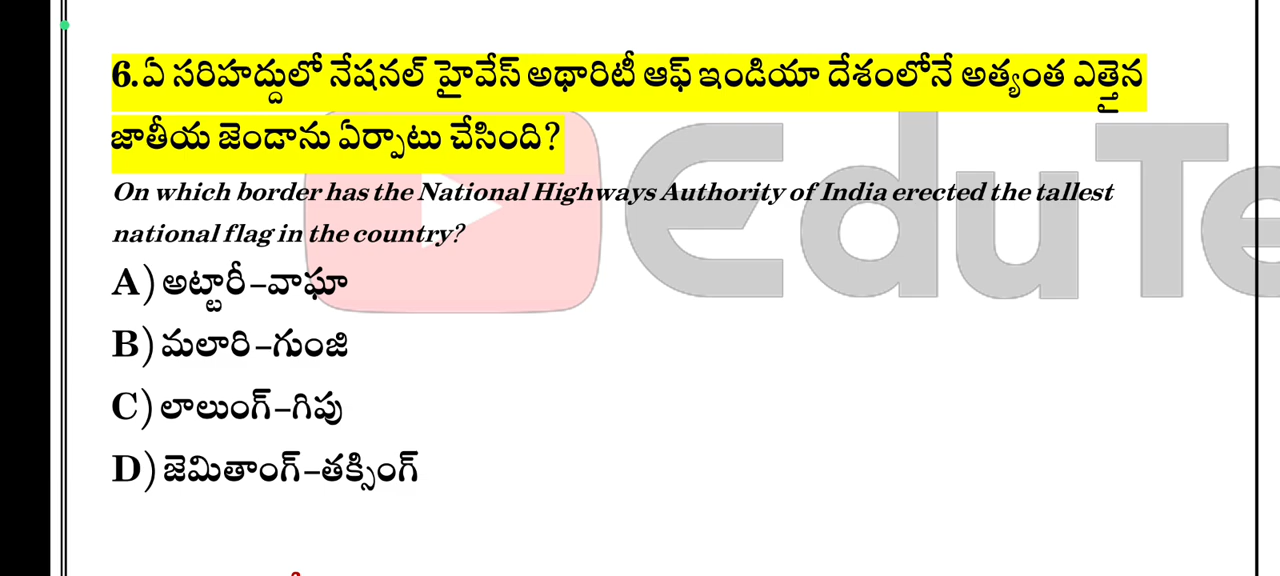 6.ఏ సరిహద్దులో నేషనల్ హైవేస్ అథారిటీ ఆఫ్ ఇండియా దేశంలోనే అత్యంత ఎత్తైన
జాతీయ జెండాను ఏర్పాటు చేసింది?
On which border has the National Highways Authority of India erected the tallest
national flag in the country?
A) అట్టారీ-వాఘా
B) మలారి-గుంజి
C) లాలుంగ్-గిపు
D) జెమితాంగ్-తక్సింగ్
EduTe